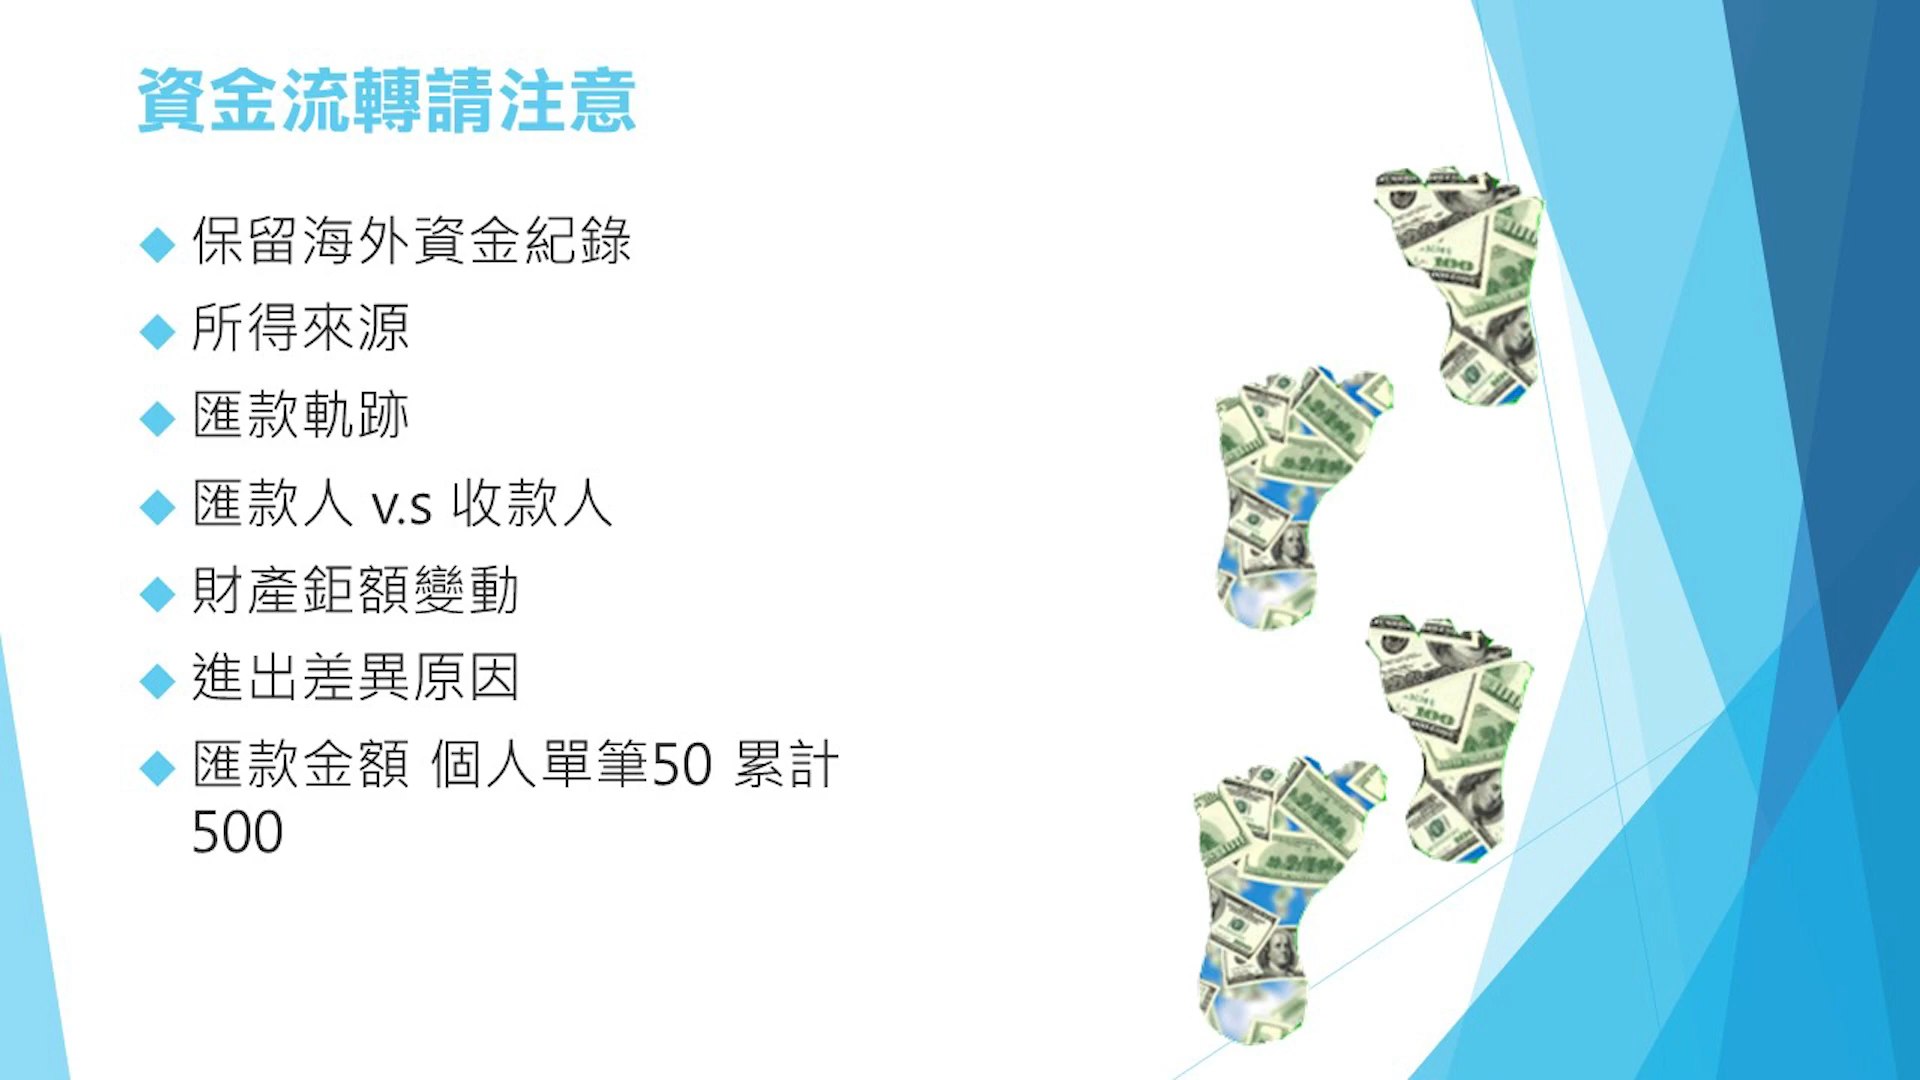 資金流轉請注意
保留海外資金紀錄
所得來源
匯款軌跡
匯款人 v.s 收款人
財產鉅額變動
進出差異原因
匯款金額 個人單筆50 累計
500